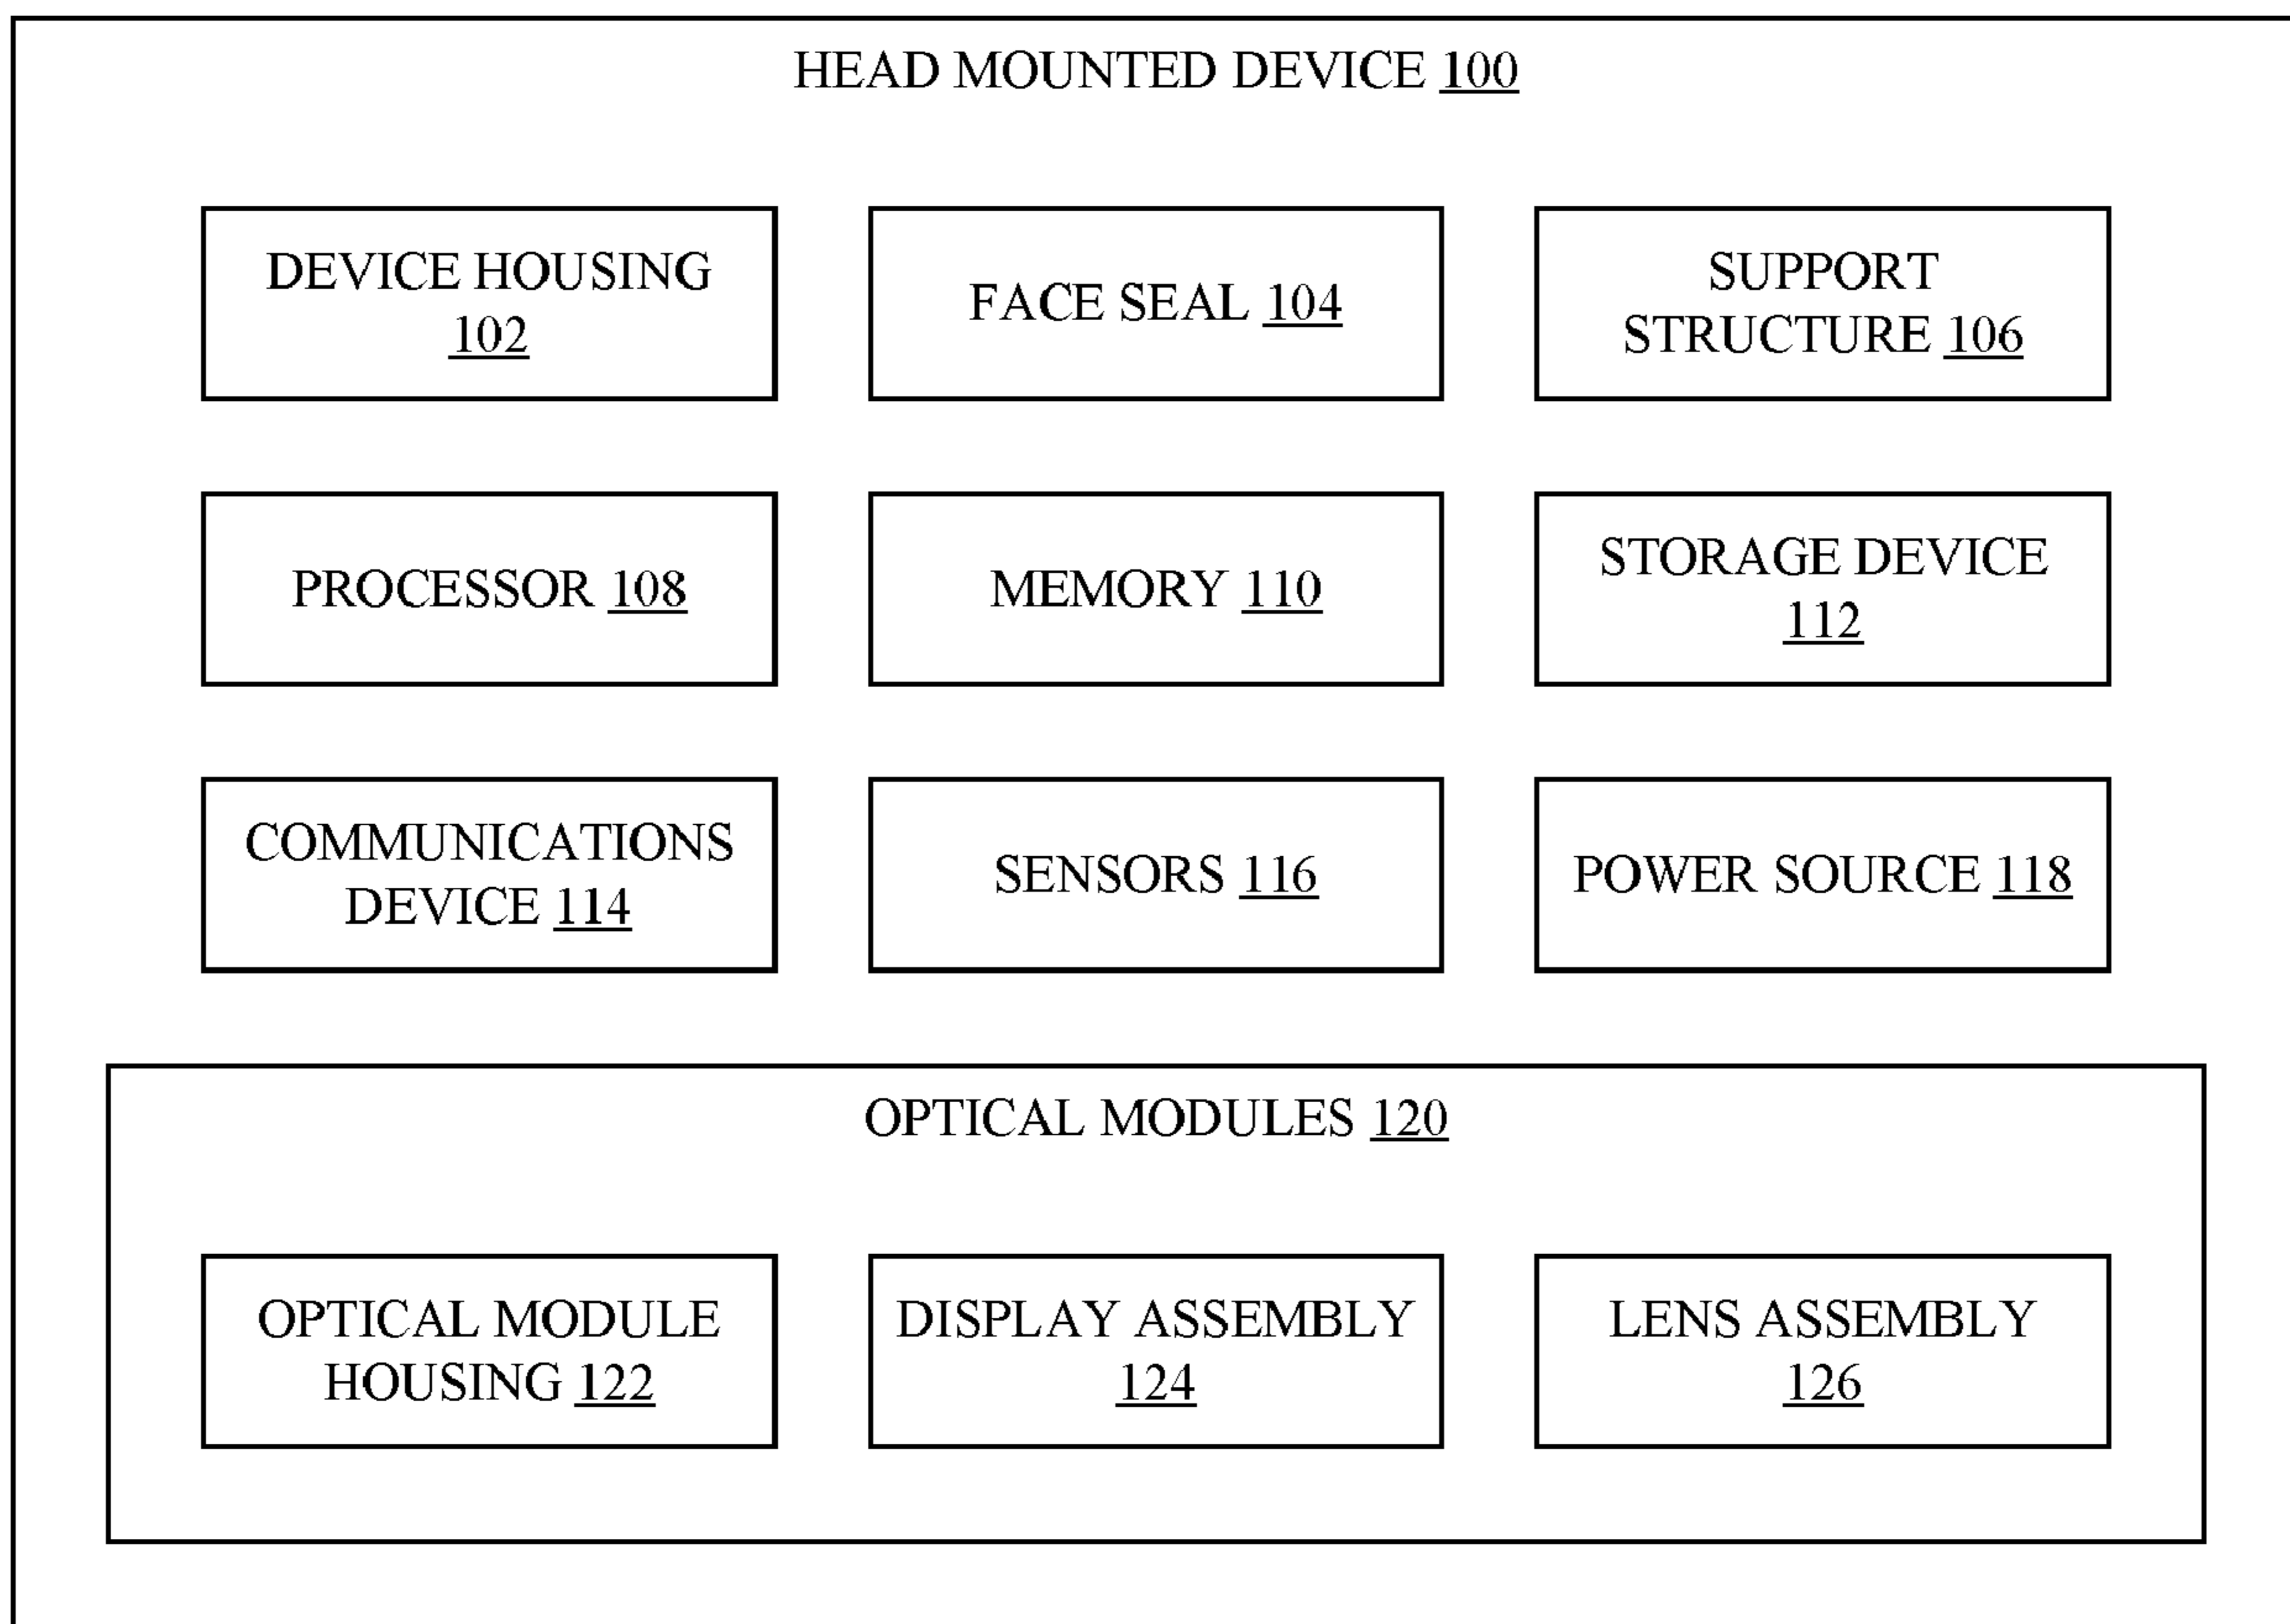 HEAD MOUNTED DEVICE 100
DEVICE HOUSING
102
FACE SEAL 104
SUPPORT
STRUCTURE 106
PROCESSOR 108
MEMORY 110
STORAGE DEVICE
112
COMMUNICATIONS
DEVICE 114
SENSORS 116
POWER SOURCE 118
OPTICAL MODULES 120
OPTICAL MODULE
HOUSING 122
DISPLAY ASSEMBLY
124
LENS ASSEMBLY
126